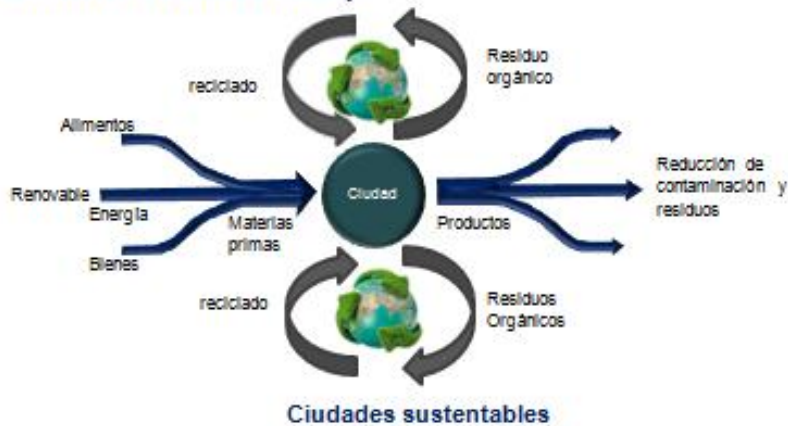 Residuo
orgánico
reciclado
Alimentos
Renovable
Energía
Bienes
Materias
primas
Ciudad
Productos
Reducción de
contaminación y
residuos
reciclado
Residuos
Orgánicos
Ciudades sustentables